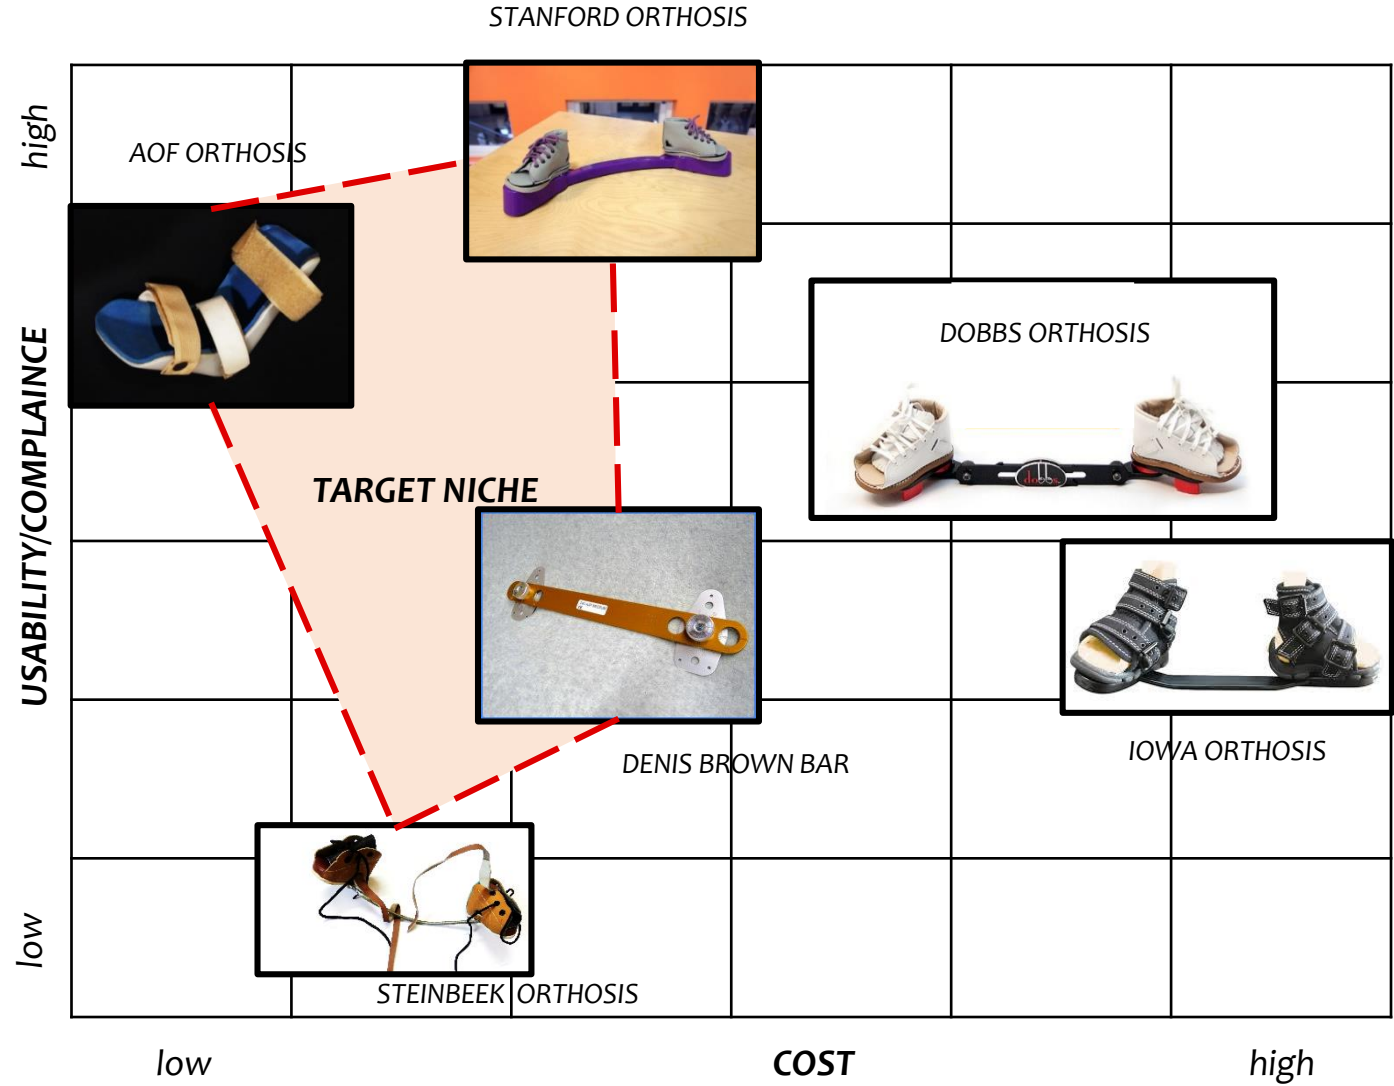 STANFORD ORTHOSIS
high
AOF ORTHOSIS
DOBBS ORTHOSIS
dobbs
USABILITY/COMPLAINCE
TARGET NICHE
DENIS BROWN BAR
IOWA ORTHOSIS
low
STEINBEEK ORTHOSIS
low
COST
high